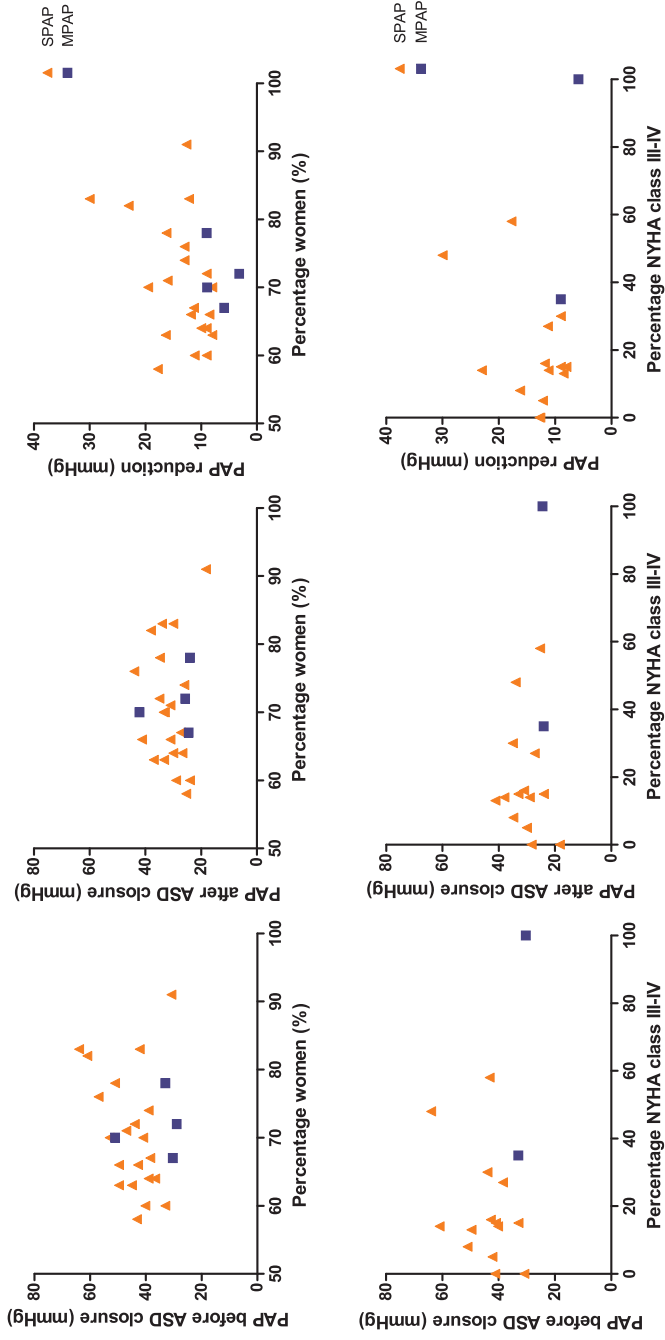 PAP before ASD closure (mmHg)
80
60
40
20
0
50 60 70 80 90 100
Percentage women (%)
PAP after ASD closure (mmHg)
80
60
40
20
0
50 60 70 80 90 100
Percentage women (%)
PAP reduction (mmHg)
40
30
20
10
0
50 60 70 80 90 100
Percentage women (%)
SPAP
MPAP
PAP before ASD closure (mmHg)
80
60
40
20
0
0 20 40 60 80 100
Percentage NYHA class III-IV
PAP after ASD closure (mmHg)
80
60
40
20
0
0 20 40 60 80 100
Percentage NYHA class III-IV
PAP reduction (mmHg)
40
30
20
10
0
0 20 40 60 80 100
Percentage NYHA class III-IV
SPAP
MPAP